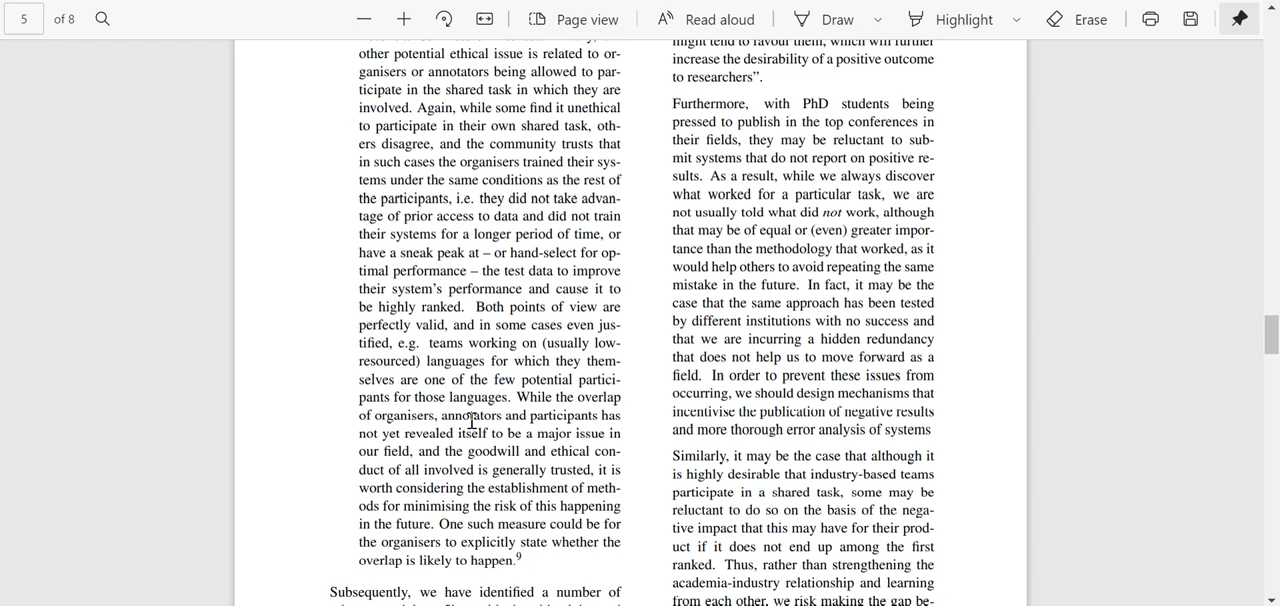 5 of 8 Page view Read aloud Draw Highlight Erase
other potential ethical issue is related to or-
ganisers or annotators being allowed to par-
ticipate in the shared task in which they are
involved. Again, while some find it unethical
to participate in their own shared task, oth-
ers disagree, and the community trusts that
in such cases the organisers trained their sys-
tems under the same conditions as the rest of
the participants, i.e. they did not take advan-
tage of prior access to data and did not train
their systems for a longer period of time, or
have a sneak peak at – or hand-select for op-
timal performance – the test data to improve
their system's performance and cause it to
be highly ranked. Both points of view are
perfectly valid, and in some cases even jus-
tified, e.g. teams working on (usually low-
resourced) languages for which they them-
selves are one of the few potential partici-
pants for those languages. While the overlap
of organisers, annotators and participants has
not yet revealed itself to be a major issue in
our field, and the goodwill and ethical con-
duct of all involved is generally trusted, it is
worth considering the establishment of meth-
ods for minimising the risk of this happening
in the future. One such measure could be for
the organisers to explicitly state whether the
overlap is likely to happen.9
Subsequently, we have identified a number of
might tend to favour them, which will further
increase the desirability of a positive outcome
to researchers”.
Furthermore, with PhD students being
pressed to publish in the top conferences in
their fields, they may be reluctant to sub-
mit systems that do not report on positive re-
sults. As a result, while we always discover
what worked for a particular task, we are
not usually told what did not work, although
that may be of equal or (even) greater impor-
tance than the methodology that worked, as it
would help others to avoid repeating the same
mistake in the future. In fact, it may be the
case that the same approach has been tested
by different institutions with no success and
that we are incurring a hidden redundancy
that does not help us to move forward as a
field. In order to prevent these issues from
occurring, we should design mechanisms that
incentivise the publication of negative results
and more thorough error analysis of systems
Similarly, it may be the case that although it
is highly desirable that industry-based teams
participate in a shared task, some may be
reluctant to do so on the basis of the nega-
tive impact that this may have for their prod-
uct if it does not end up among the first
ranked. Thus, rather than strengthening the
academia-industry relationship and learning
from each other, we risk making the gap be-